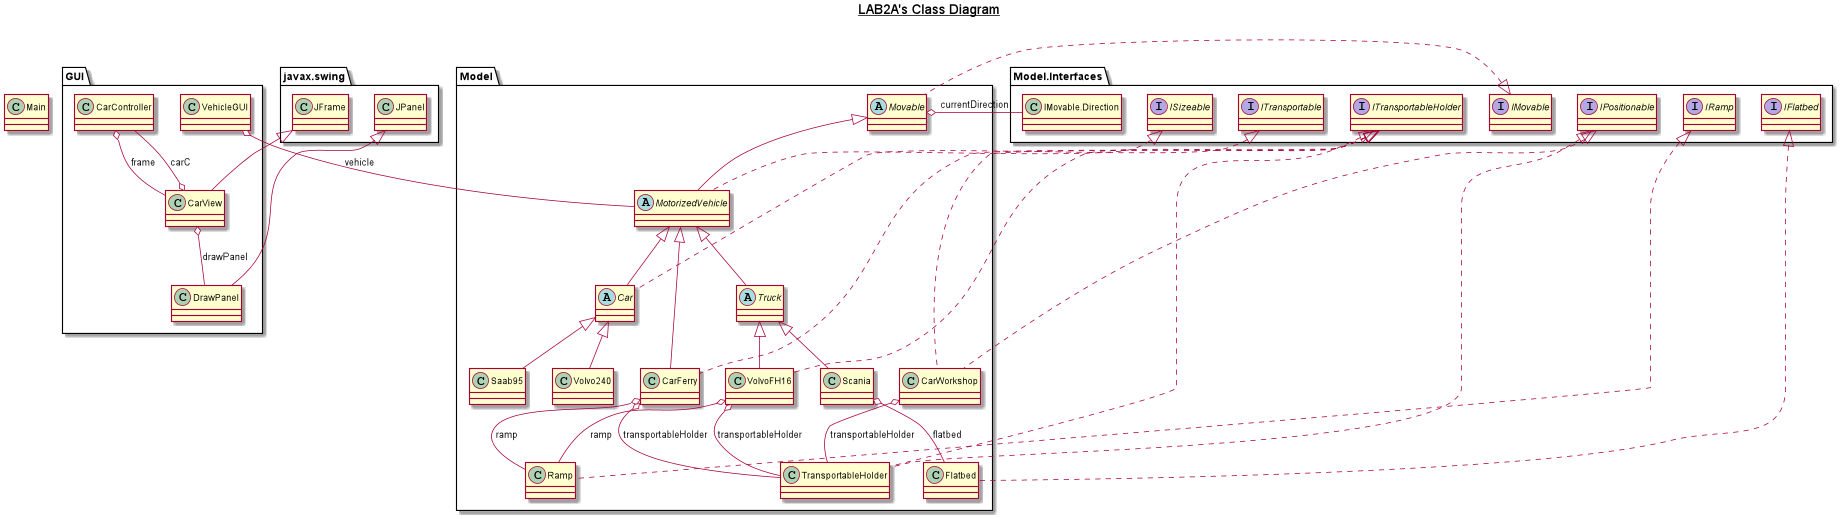 LAB2A's Class Diagram
GUI
javax.swing
Model
Model.Interfaces
C Main
C CarController
C VehicleGUI
C JFrame
C JPanel
A Movable
currentDirection
C IMovable.Direction
I ISizeable
I ITransportable
I ITransportableHolder
I IMovable
I IPositionable
I IRamp
I IFlatbed
frame
carC
vehicle
C CarView
A MotorizedVehicle
drawPanel
C DrawPanel
A Car
A Truck
C Saab95
C Volvo240
C CarFerry
C VolvoFH16
C Scania
C CarWorkshop
ramp
ramp
transportableHolder
transportableHolder
transportableHolder
flatbed
C Ramp
C TransportableHolder
C Flatbed